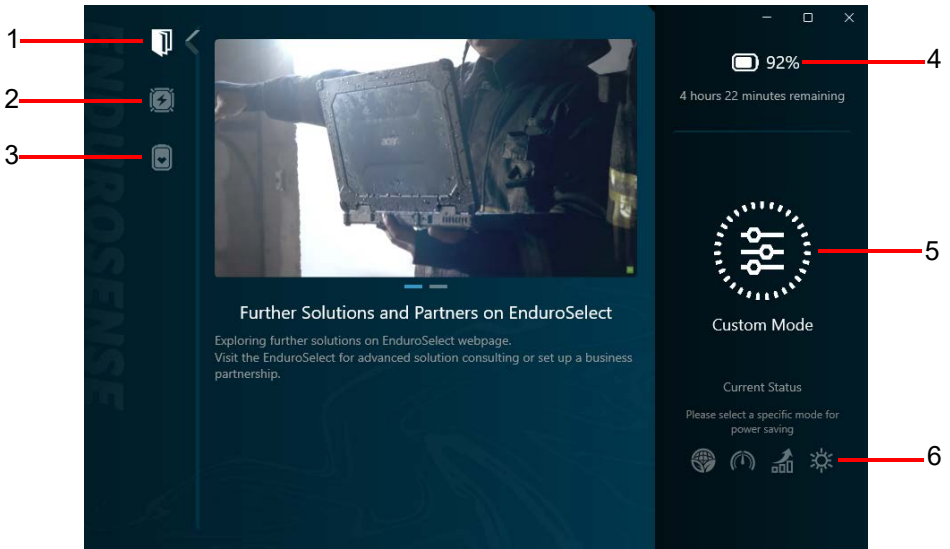 1
2
3
4
5
6
ENDUROSENSE
acer
92%
4 hours 22 minutes remaining
Custom Mode
Further Solutions and Partners on EnduroSelect
Exploring further solutions on EnduroSelect webpage.
Visit the EnduroSelect for advanced solution consulting or set up a business
partnership.
Current Status
Please select a specific mode for
power saving